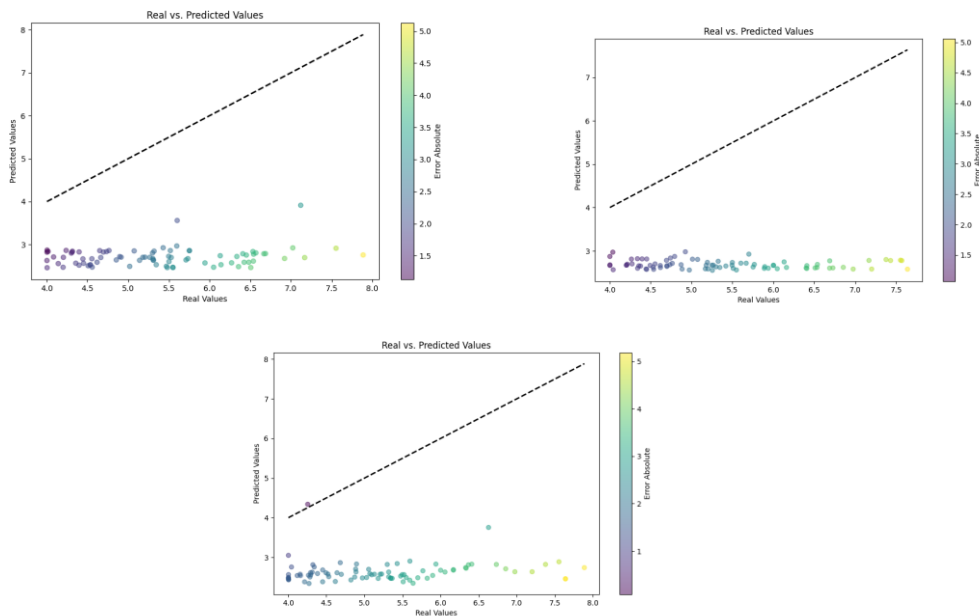 Real vs. Predicted Values
8
7
6
5
4
3
Predicted Values
4.0 4.5 5.0 5.5 6.0 6.5 7.0 7.5 8.0
Real Values
5.0
4.5
4.0
3.5
3.0
2.5
2.0
1.5
Error Absolute
Real vs. Predicted Values
7
6
5
4
3
Predicted Values
4.0 4.5 5.0 5.5 6.0 6.5 7.0 7.5
Real Values
5.0
4.5
4.0
3.5
3.0
2.5
2.0
1.5
Error Absolute
Real vs. Predicted Values
8
7
6
5
4
3
Predicted Values
4.0 4.5 5.0 5.5 6.0 6.5 7.0 7.5 8.0
Real Values
5
4
3
2
1
Error Absolute